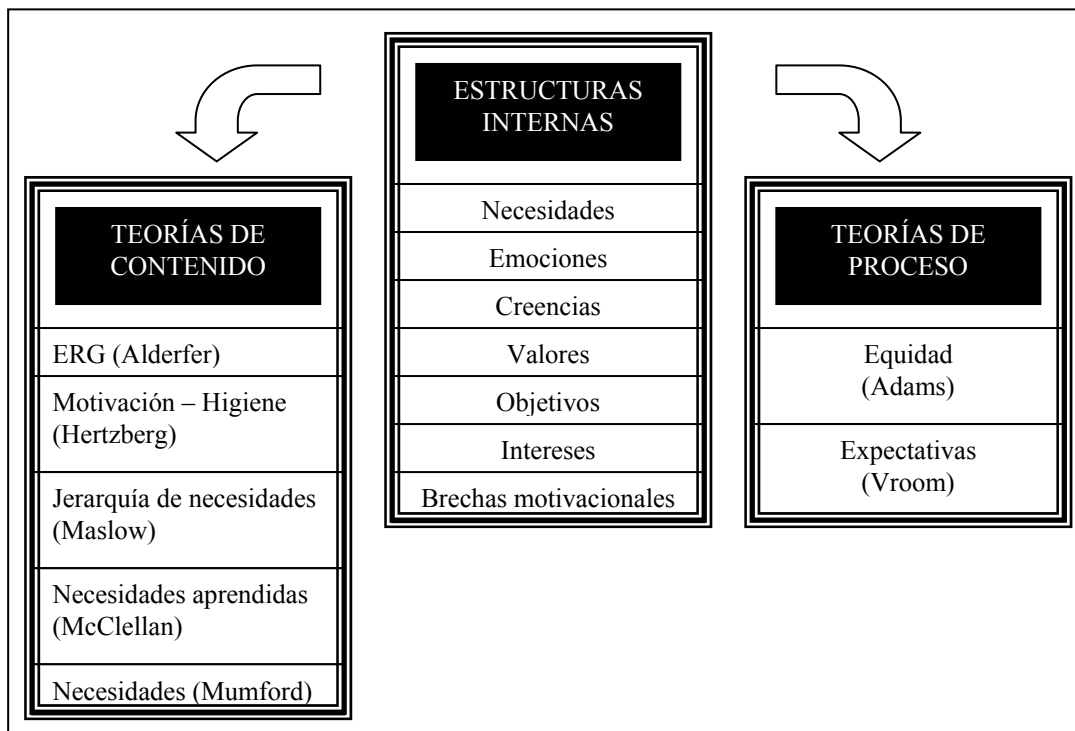 ESTRUCTURAS
INTERNAS
Necesidades
Emociones
Creencias
Valores
Objetivos
Intereses
Brechas motivacionales
TEORÍAS DE
CONTENIDO
ERG (Alderfer)
Motivación – Higiene
(Hertzberg)
Jerarquía de necesidades
(Maslow)
Necesidades aprendidas
(McClellan)
Necesidades (Mumford)
TEORÍAS DE
PROCESO
Equidad
(Adams)
Expectativas
(Vroom)